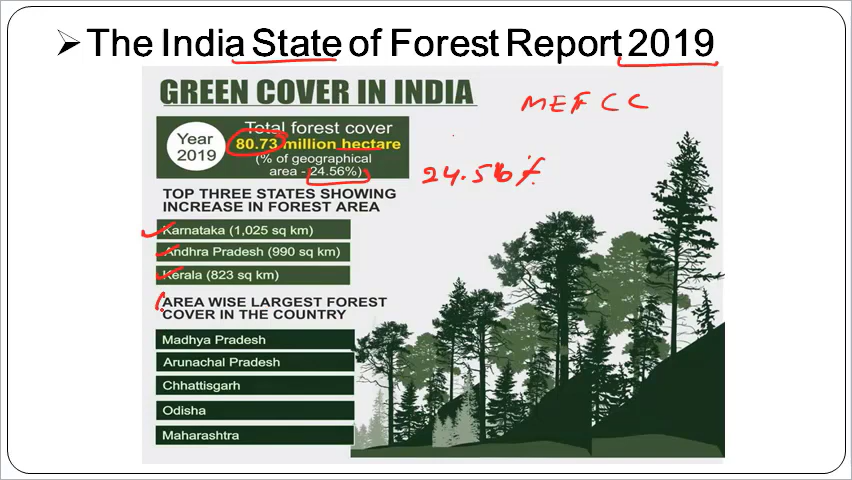 ➢ The India State of Forest Report 2019
GREEN COVER IN INDIA
MEFCC
Year
2019
Total forest cover
80.73 million hectare
(% of geographical
area - 24.56%)
24.56%
TOP THREE STATES SHOWING
INCREASE IN FOREST AREA
Karnataka (1,025 sq km)
Andhra Pradesh (990 sq km)
Kerala (823 sq km)
AREA WISE LARGEST FOREST
COVER IN THE COUNTRY
Madhya Pradesh
Arunachal Pradesh
Chhattisgarh
Odisha
Maharashtra